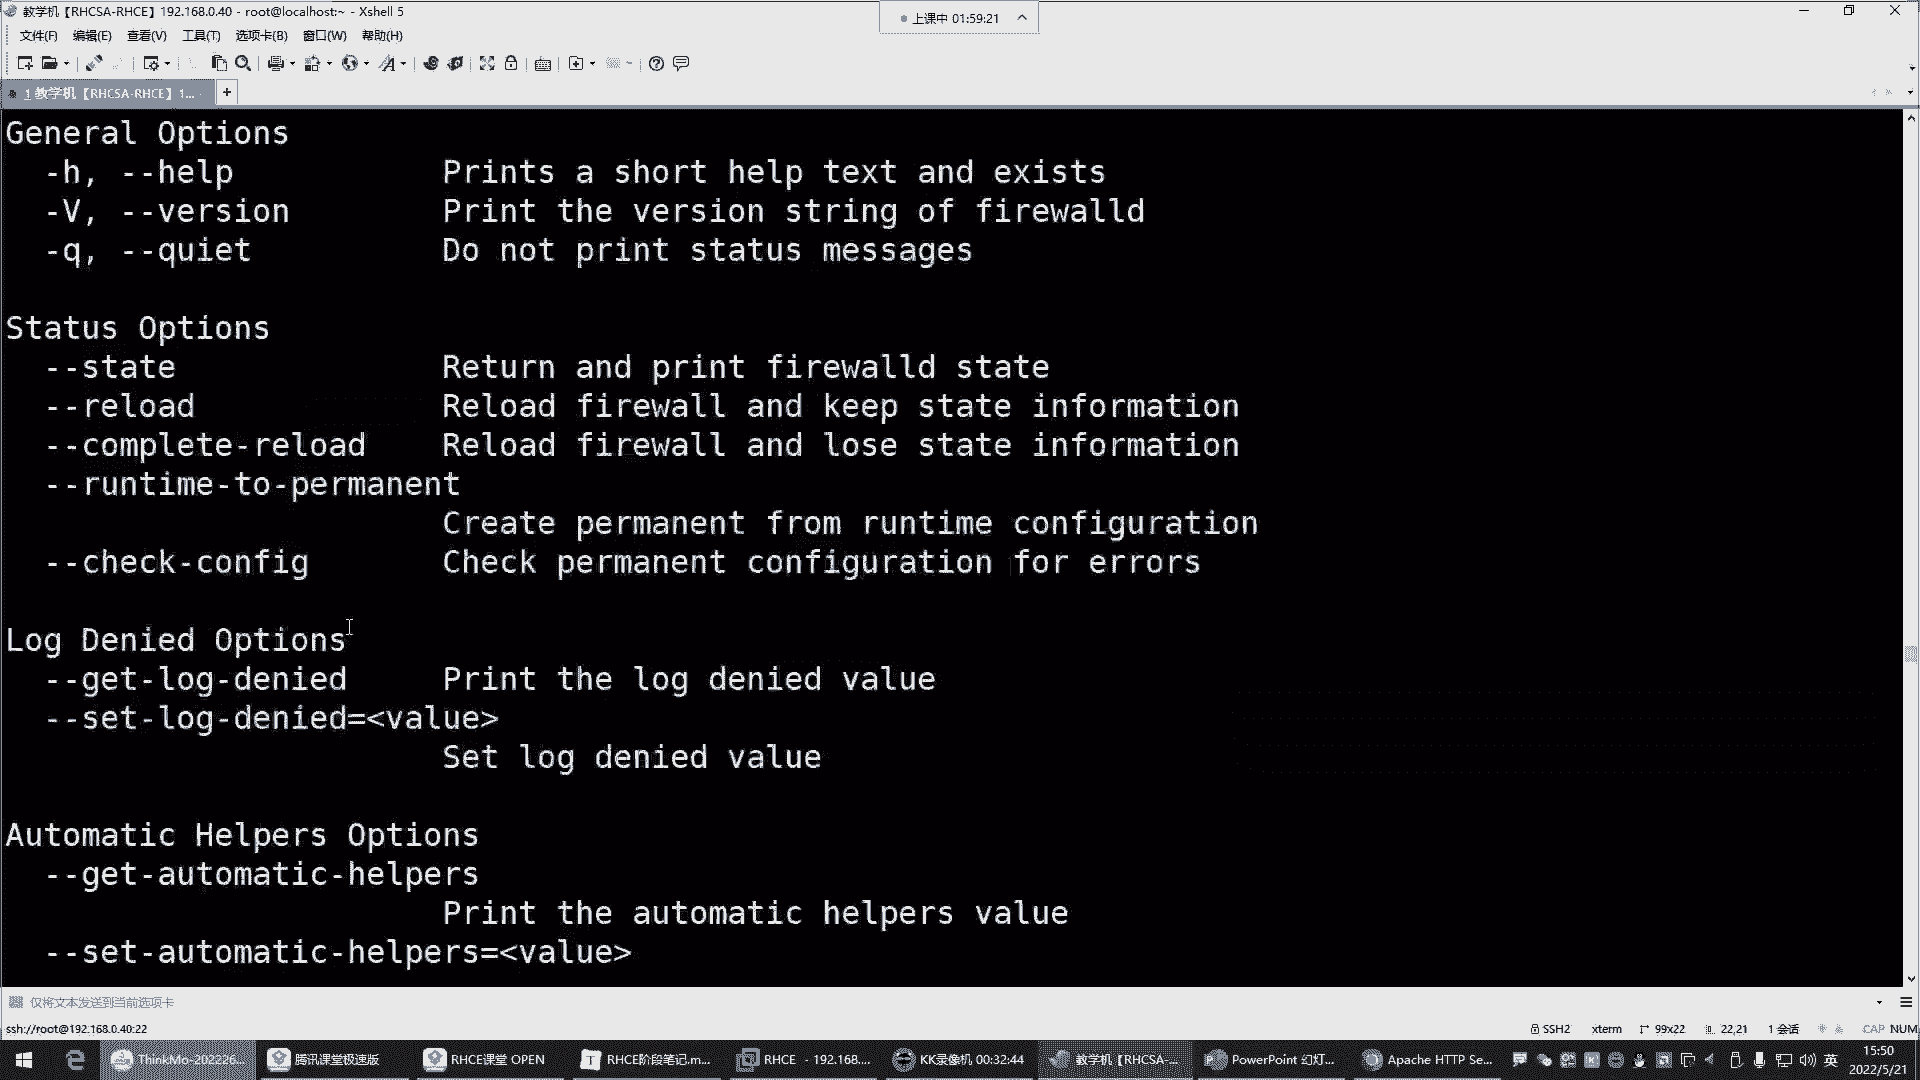 教学机【RHCSA-RHCE】192.168.0.40 - root@localhost:~ - Xshell 5
上课中 01:59:21
文件(F) 编辑(E) 查看(V) 工具(T) 选项卡(B) 窗口(W) 帮助(H)
1 教学机【RHCSA-RHCE】1...
General Options
-h, --help Prints a short help text and exists
-V, --version Print the version string of firewalld
-q, --quiet Do not print status messages
Status Options
--state Return and print firewalld state
--reload Reload firewall and keep state information
--complete-reload Reload firewall and lose state information
--runtime-to-permanent
Create permanent from runtime configuration
--check-config Check permanent configuration for errors
Log Denied Options
--get-log-denied Print the log denied value
--set-log-denied=<value>
Set log denied value
Automatic Helpers Options
--get-automatic-helpers
Print the automatic helpers value
--set-automatic-helpers=<value>
仅将文本发送到当前选项卡
ssh://root@192.168.0.40:22 SSH2 xterm 99x22 22,21 1 会话 CAP NUM
ThinkMo-202226... 腾讯课堂极速版 RHCE课堂 OPEN RHCE阶段笔记.m... RHCE - 192.168.... KK录像机 00:32:44 教学机【RHCSA-... PowerPoint 幻灯... Apache HTTP Se... 英 15:50
2022/5/21